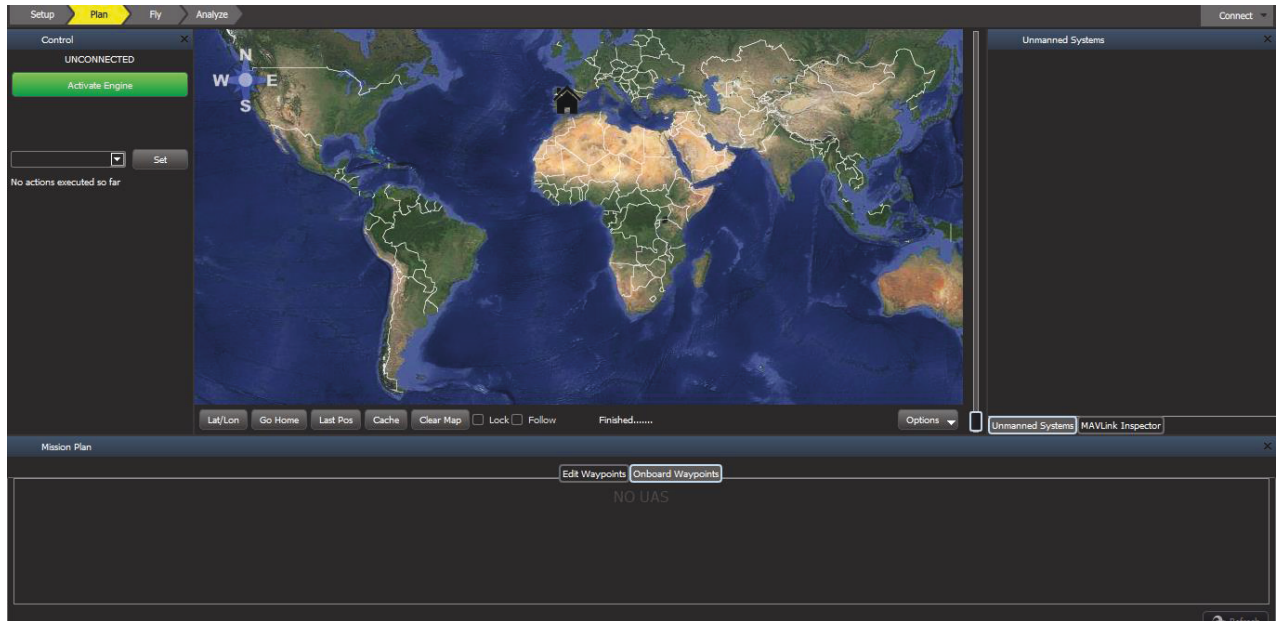 Setup Plan Fly Analyze Connect
Control
UNCONNECTED
Activate Engine
Set
No actions executed so far
N
W E
S
Unmanned Systems
Lat/Lon Go Home Last Pos Cache Clear Map Lock Follow Finished...... Options
Unmanned Systems MAVLink Inspector
Mission Plan
Edit Waypoints Onboard Waypoints
NO UAS
Refresh